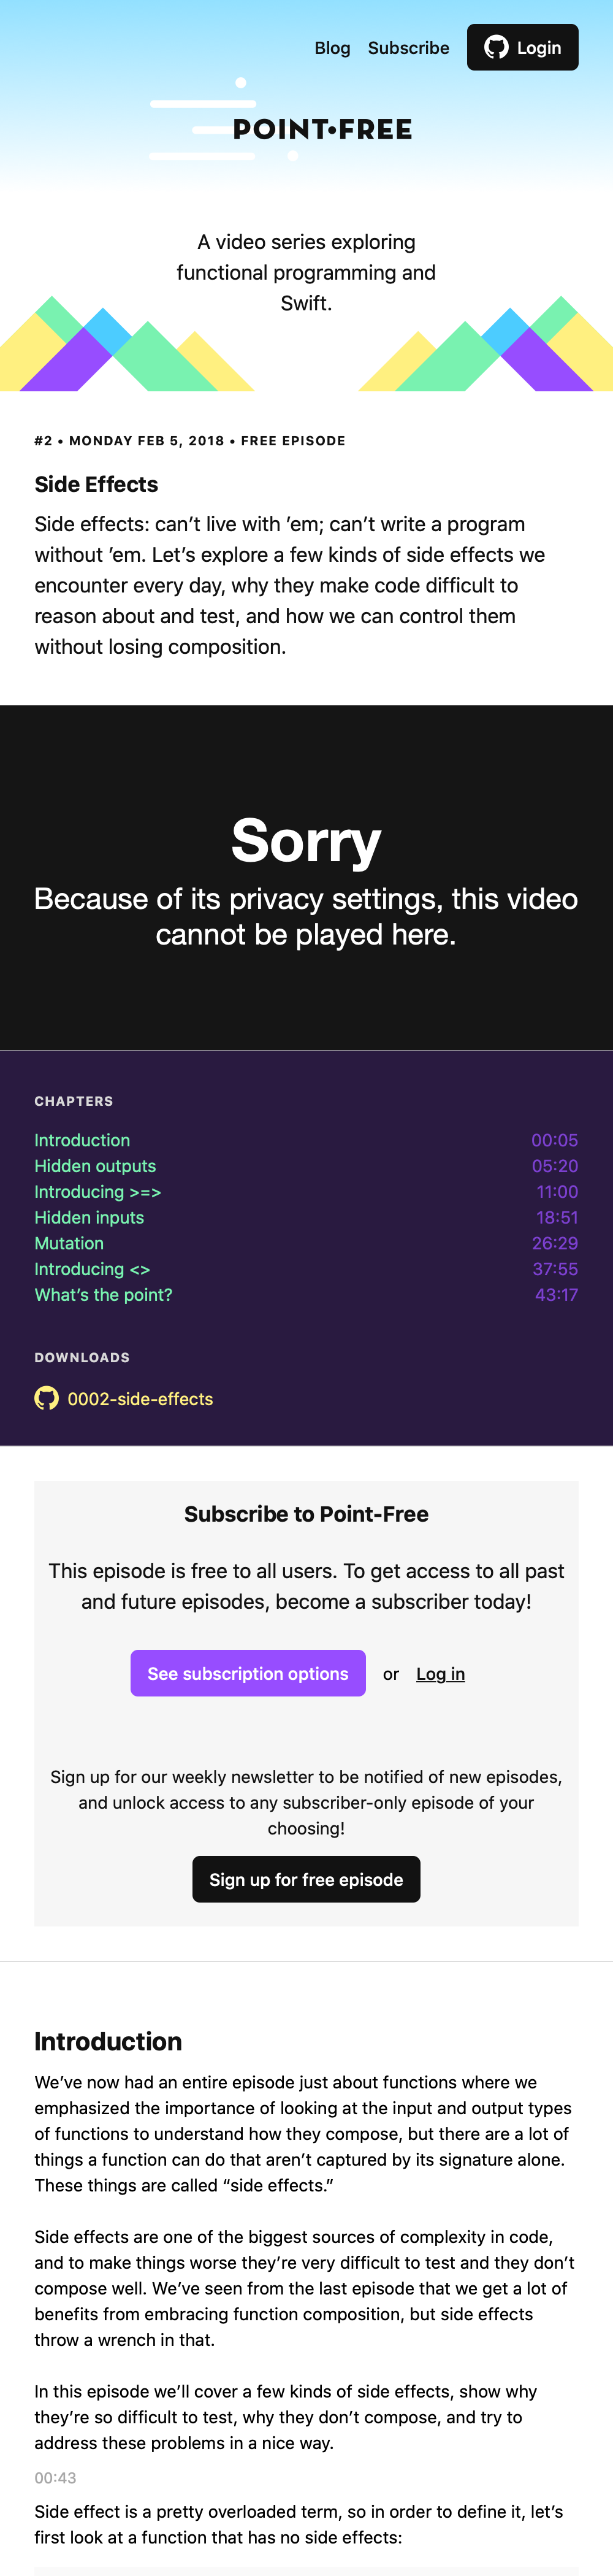 Blog Subscribe Login
POINT•FREE
A video series exploring
functional programming and
Swift.
#2 • MONDAY FEB 5, 2018 • FREE EPISODE
Side Effects
Side effects: can’t live with ’em; can’t write a program
without ’em. Let’s explore a few kinds of side effects we
encounter every day, why they make code difficult to
reason about and test, and how we can control them
without losing composition.
Sorry
Because of its privacy settings, this video
cannot be played here.
CHAPTERS
Introduction 00:05
Hidden outputs 05:20
Introducing >=> 11:00
Hidden inputs 18:51
Mutation 26:29
Introducing <> 37:55
What’s the point? 43:17
DOWNLOADS
0002-side-effects
Subscribe to Point-Free
This episode is free to all users. To get access to all past
and future episodes, become a subscriber today!
See subscription options or Log in
Sign up for our weekly newsletter to be notified of new episodes,
and unlock access to any subscriber-only episode of your
choosing!
Sign up for free episode
Introduction
We’ve now had an entire episode just about functions where we
emphasized the importance of looking at the input and output types
of functions to understand how they compose, but there are a lot of
things a function can do that aren’t captured by its signature alone.
These things are called “side effects.”
Side effects are one of the biggest sources of complexity in code,
and to make things worse they’re very difficult to test and they don’t
compose well. We’ve seen from the last episode that we get a lot of
benefits from embracing function composition, but side effects
throw a wrench in that.
In this episode we’ll cover a few kinds of side effects, show why
they’re so difficult to test, why they don’t compose, and try to
address these problems in a nice way.
00:43
Side effect is a pretty overloaded term, so in order to define it, let’s
first look at a function that has no side effects: